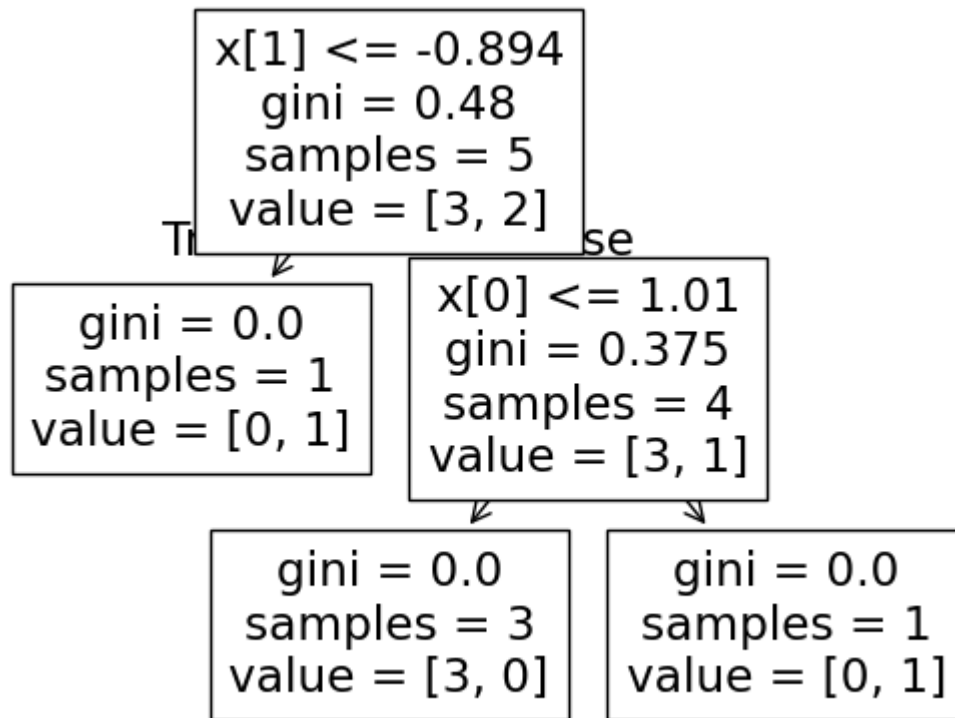 x[1] <= -0.894
gini = 0.48
samples = 5
value = [3, 2]
gini = 0.0
samples = 1
value = [0, 1]
x[0] <= 1.01
gini = 0.375
samples = 4
value = [3, 1]
gini = 0.0
samples = 3
value = [3, 0]
gini = 0.0
samples = 1
value = [0, 1]